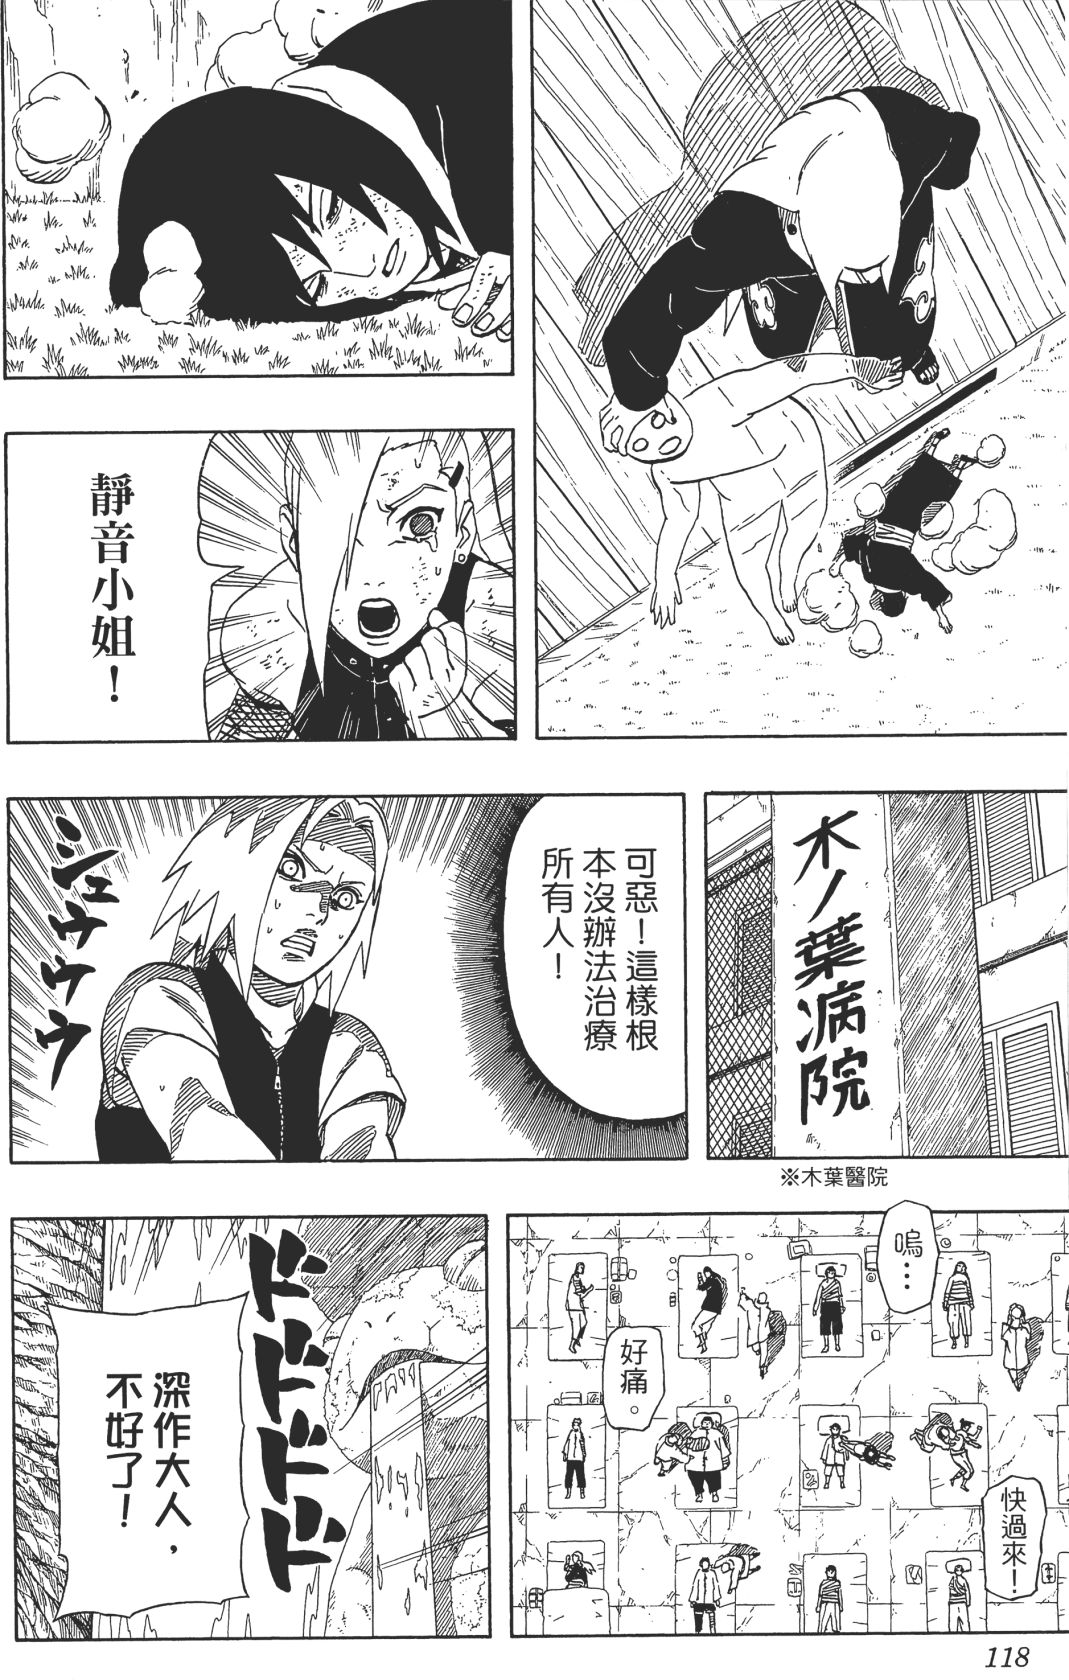 靜音小姐！
木ノ葉病院
※木葉醫院
可惡！這樣根
本沒辦法治療
所有人！
シュウウウ
嗚…
好痛。
快過來！
ドドドド
深作大人，
不好了！
118